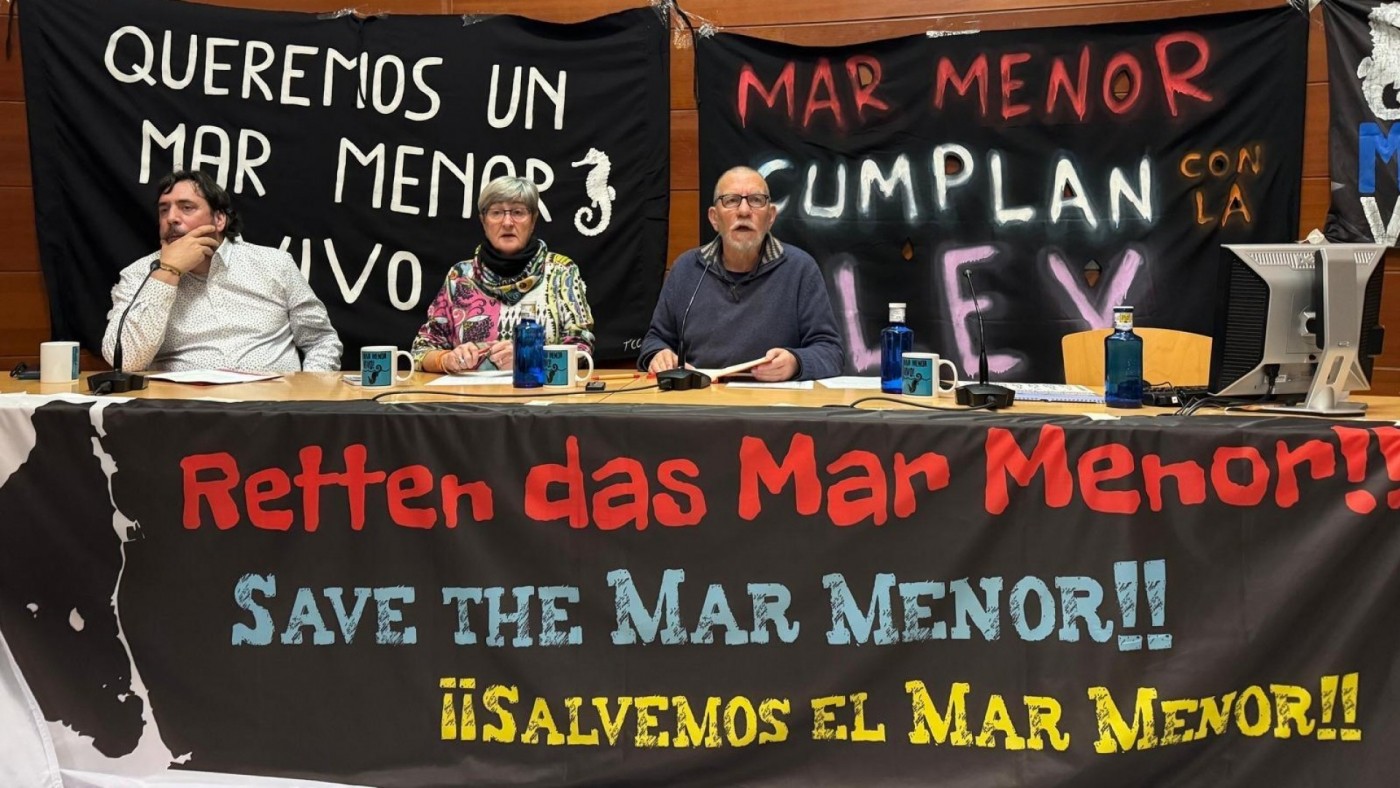 QUEREMOS UN
MAR MENOR
VIVO
MAR MENOR
CUMPLAN
CON
LA
LEY
Retten das Mar Menor!!
SAVE THE MAR MENOR!!
¡¡SALVEMOS EL MAR MENOR!!